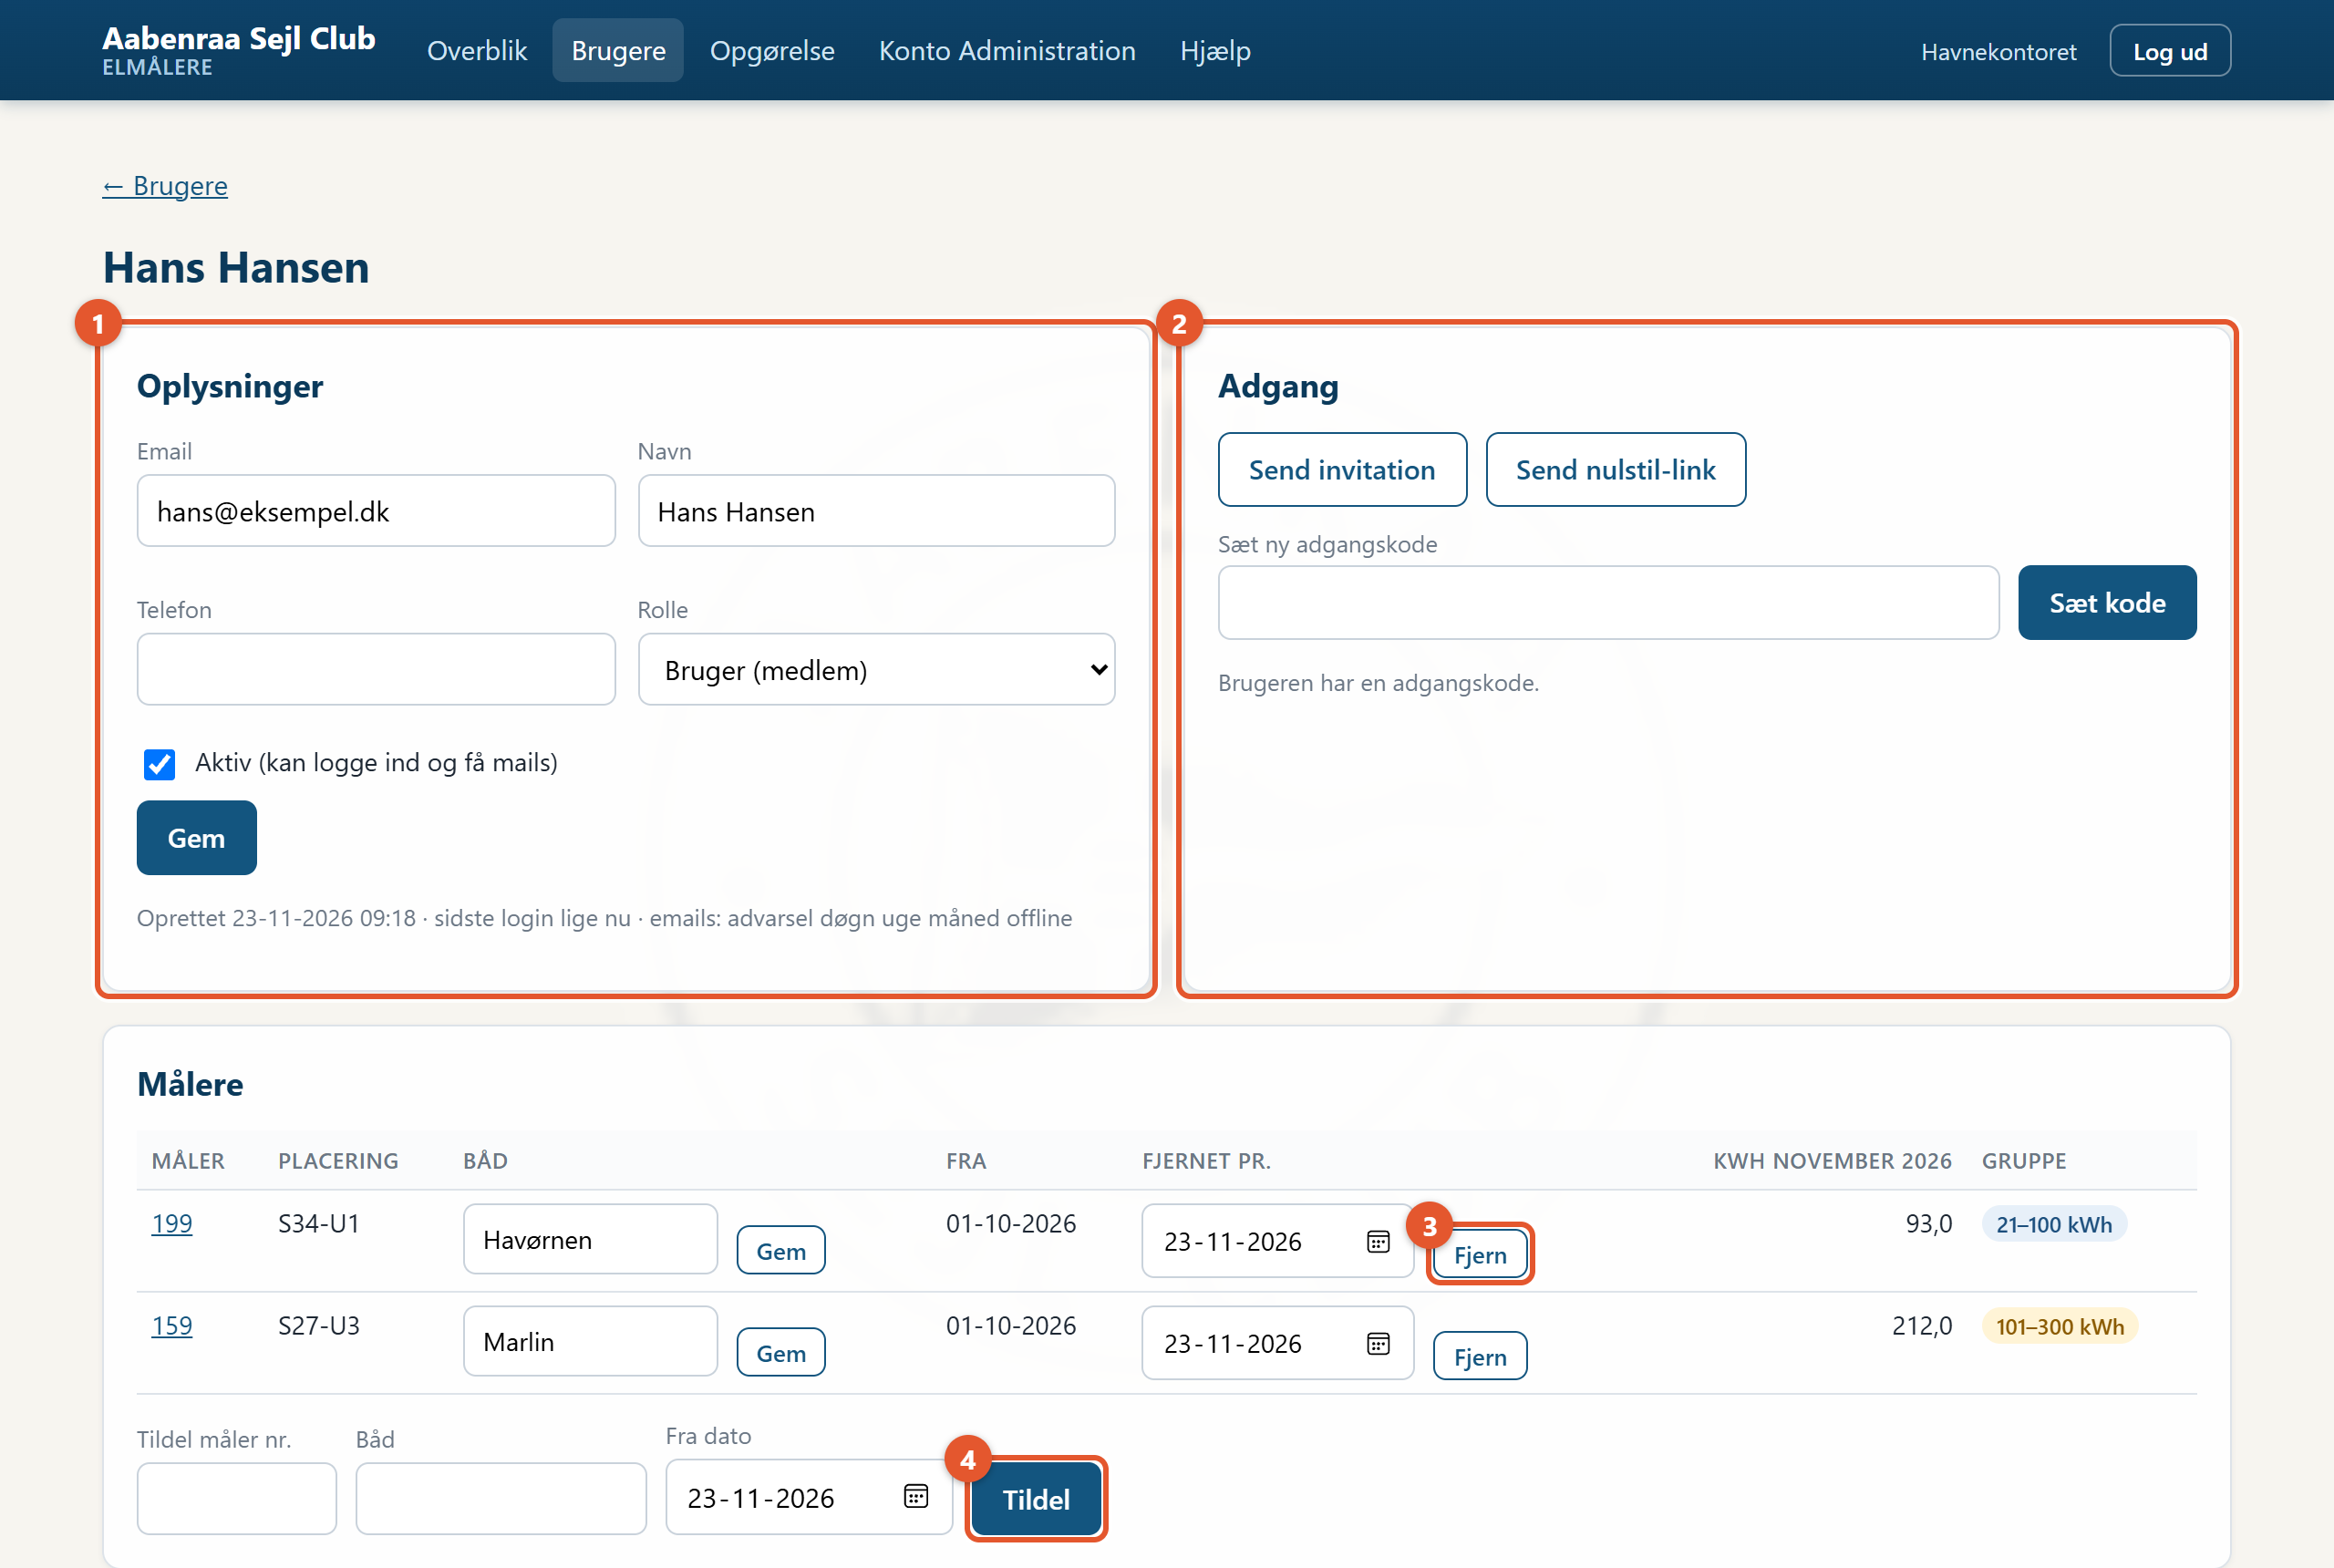 Aabenraa Sejl Club
ELMÅLERE
Overblik Brugere Opgørelse Konto Administration Hjælp
Havnekontoret Log ud
← Brugere
Hans Hansen
1
Oplysninger
Email Navn
hans@eksempel.dk Hans Hansen
Telefon Rolle
Bruger (medlem)
Aktiv (kan logge ind og få mails)
Gem
Oprettet 23-11-2026 09:18 · sidste login lige nu · emails: advarsel døgn uge måned offline
2
Adgang
Send invitation Send nulstil-link
Sæt ny adgangskode
Sæt kode
Brugeren har en adgangskode.
Målere
MÅLER PLACERING BÅD FRA FJERNET PR. KWH NOVEMBER 2026 GRUPPE
199 S34-U1 Havørnen Gem 01-10-2026 23-11-2026 3 Fjern 93,0 21–100 kWh
159 S27-U3 Marlin Gem 01-10-2026 23-11-2026 Fjern 212,0 101–300 kWh
Tildel måler nr. Båd Fra dato
23-11-2026 4 Tildel